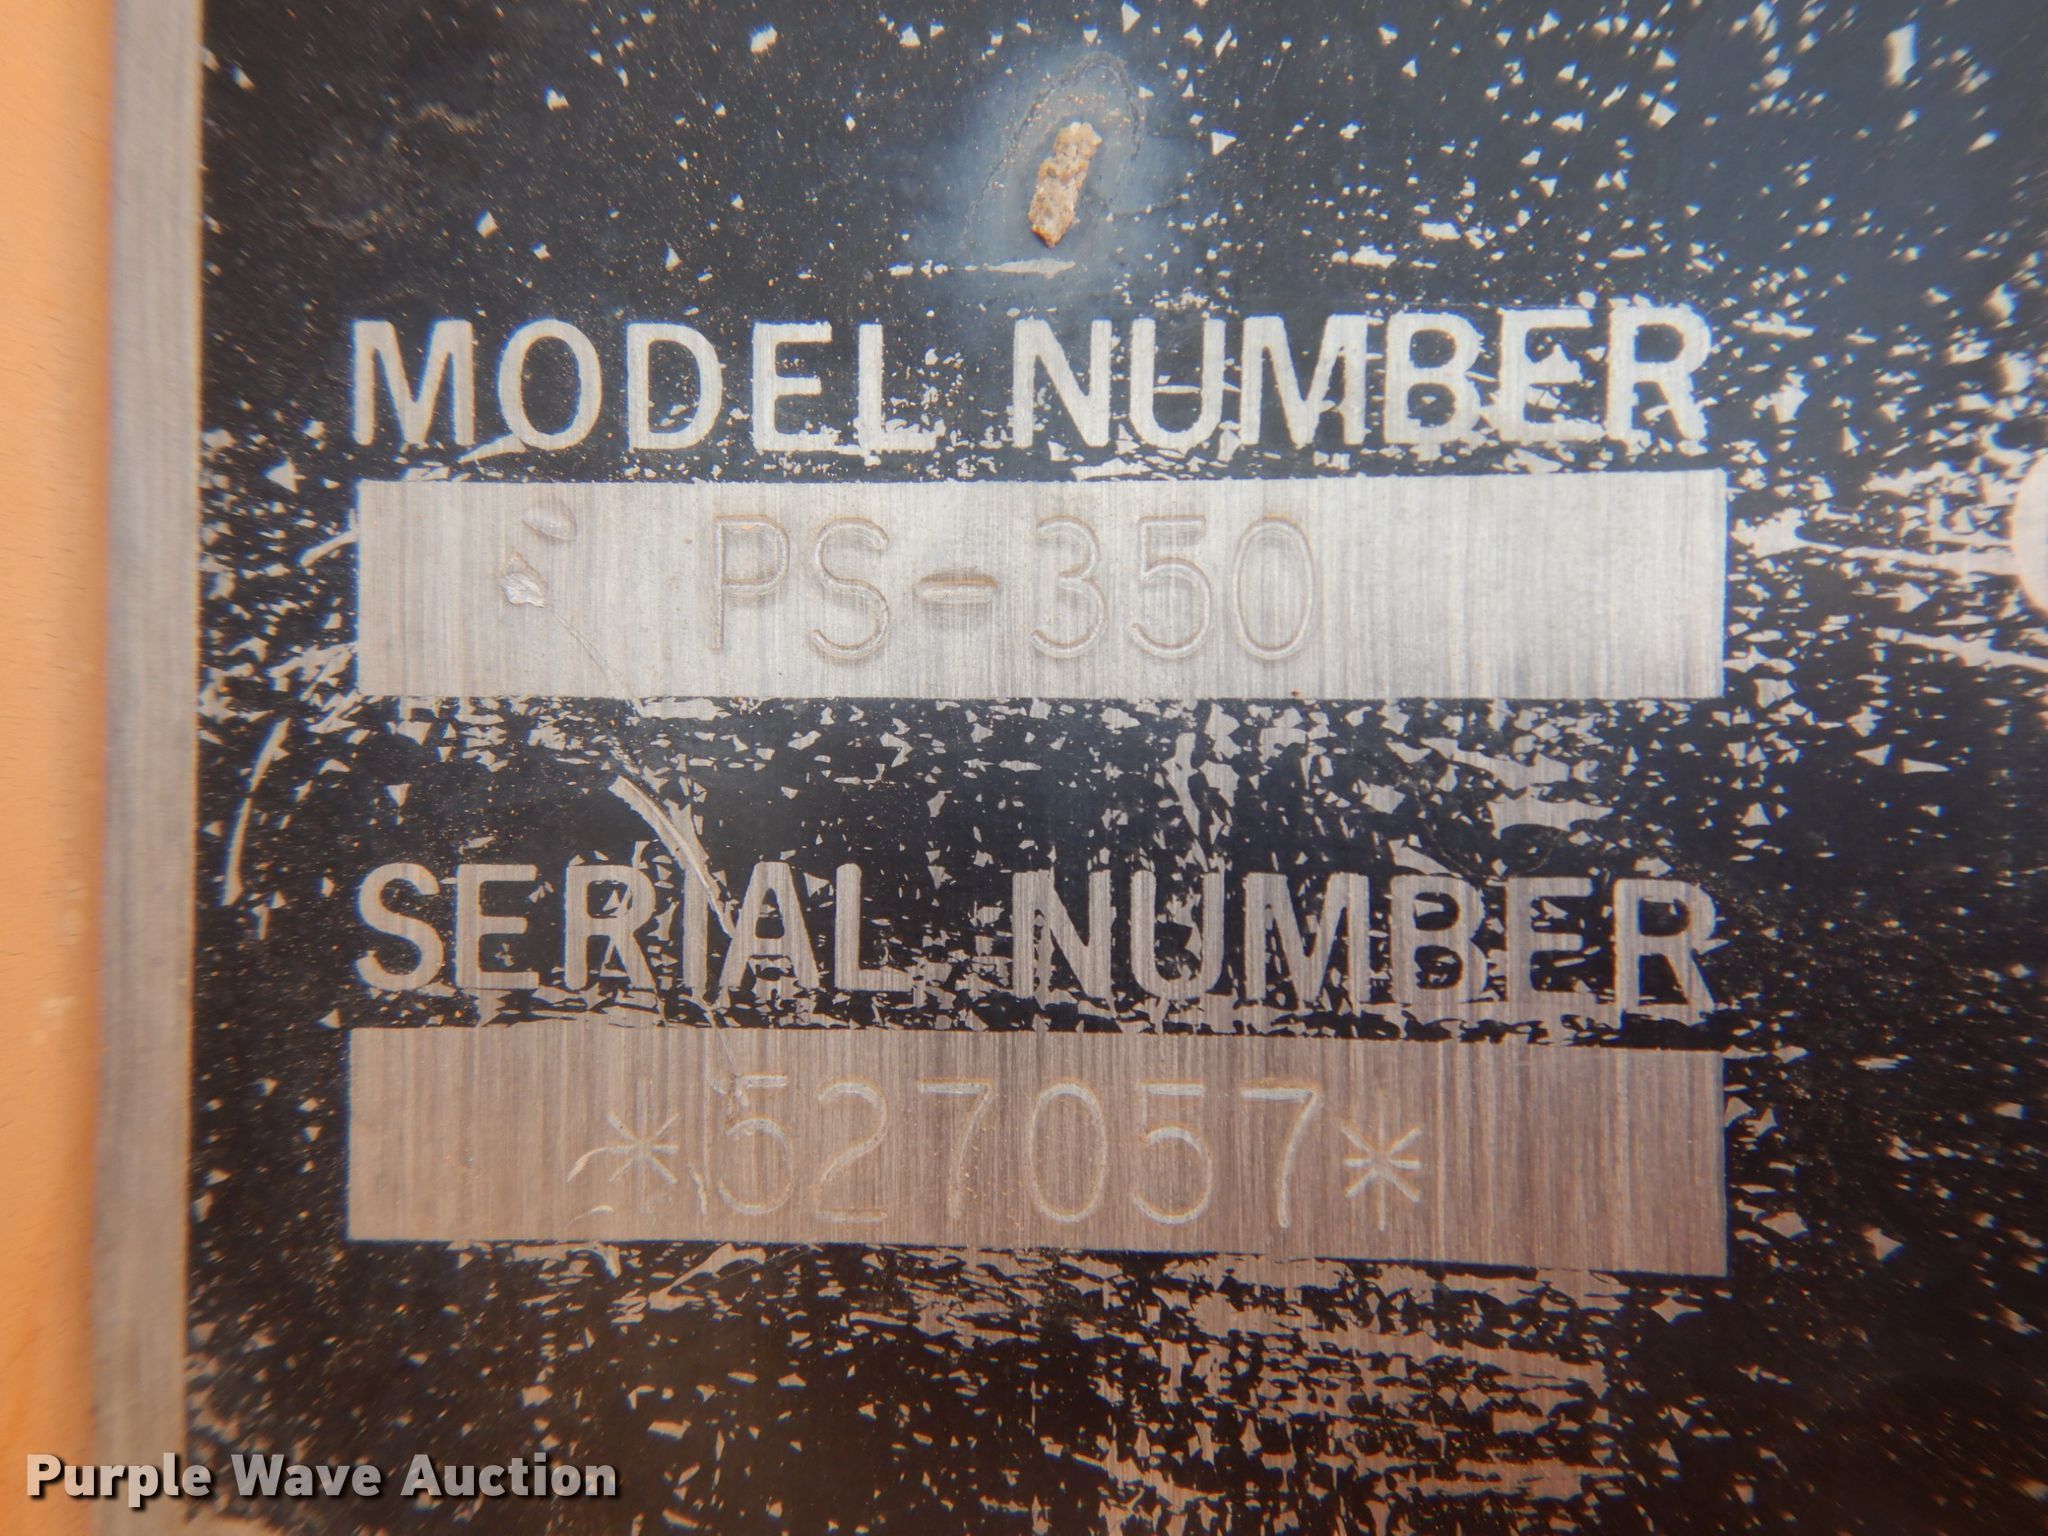 MODEL NUMBER
PS-350
SERIAL NUMBER
*527057*
Purple Wave Auction